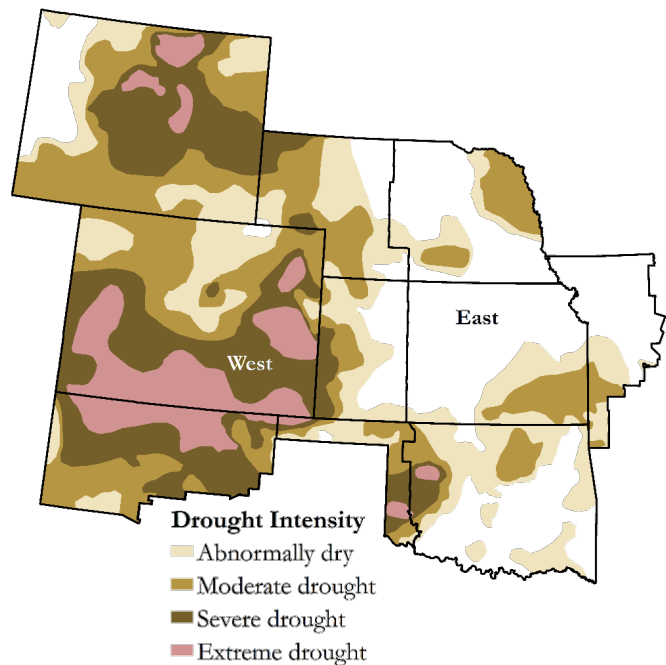 East
West
Drought Intensity
Abnormally dry
Moderate drought
Severe drought
Extreme drought